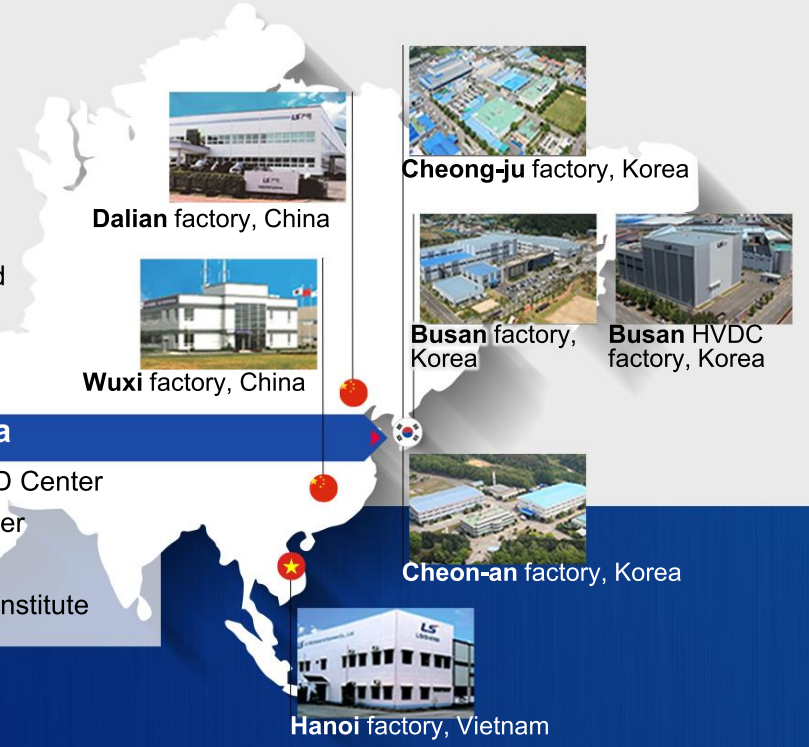 Cheong-ju factory, Korea
Dalian factory, China
d
Busan factory,
Korea
Busan HVDC
factory, Korea
Wuxi factory, China
a
D Center
er
Cheon-an factory, Korea
nstitute
LS
Hanoi factory, Vietnam